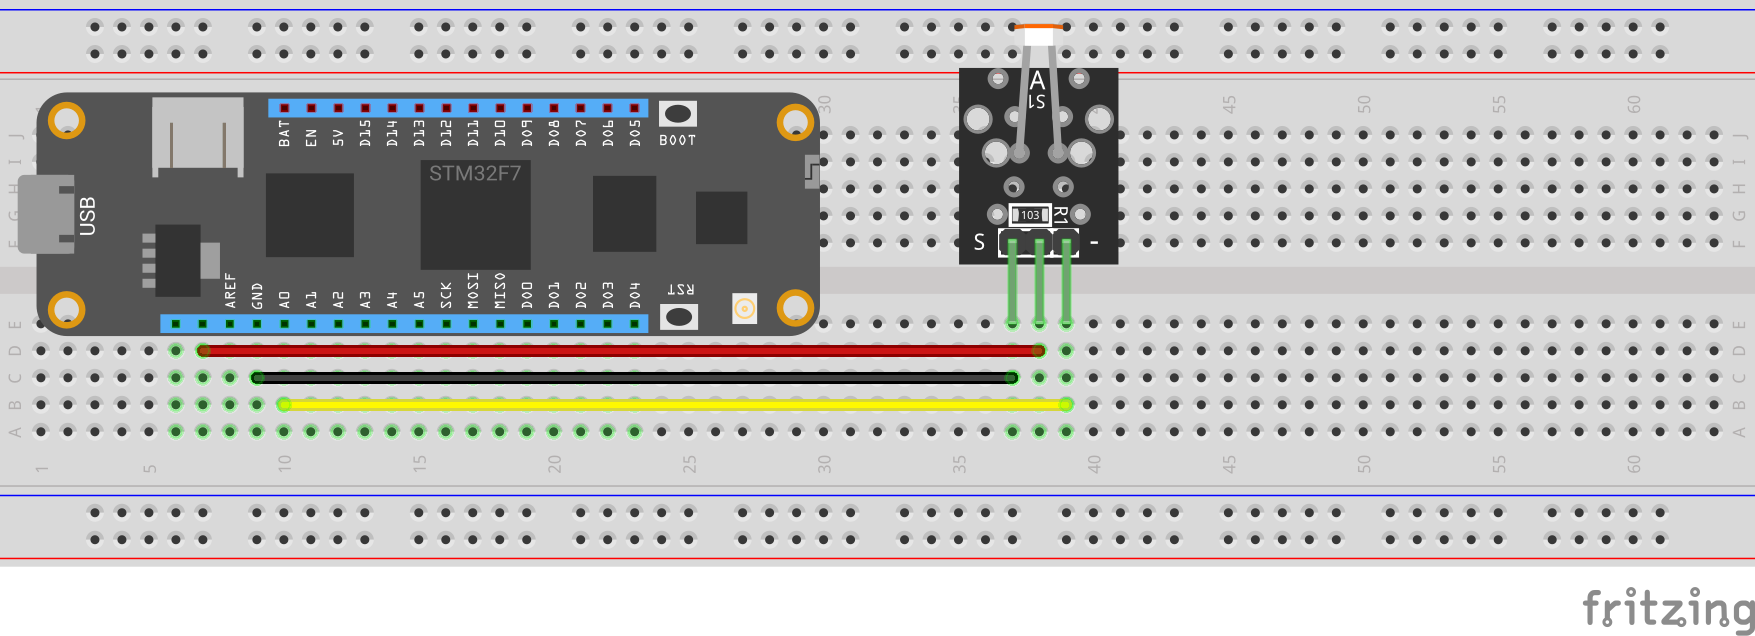 30
35
45
50
55
60
J
I
H
G
F
J
I
H
G
F
BAT
EN
5V
D15
D14
D13
D12
D11
D10
D09
D08
D07
D06
D05
BOOT
STM32F7
USB
A
S1
103
R1
S
-
AREF
GND
A0
A1
A2
A3
A4
A5
SCK
MOSI
MISO
D00
D01
D02
D03
D04
RST
E
D
C
B
A
E
D
C
B
A
1
5
10
15
20
25
30
35
40
45
50
55
60
fritzing